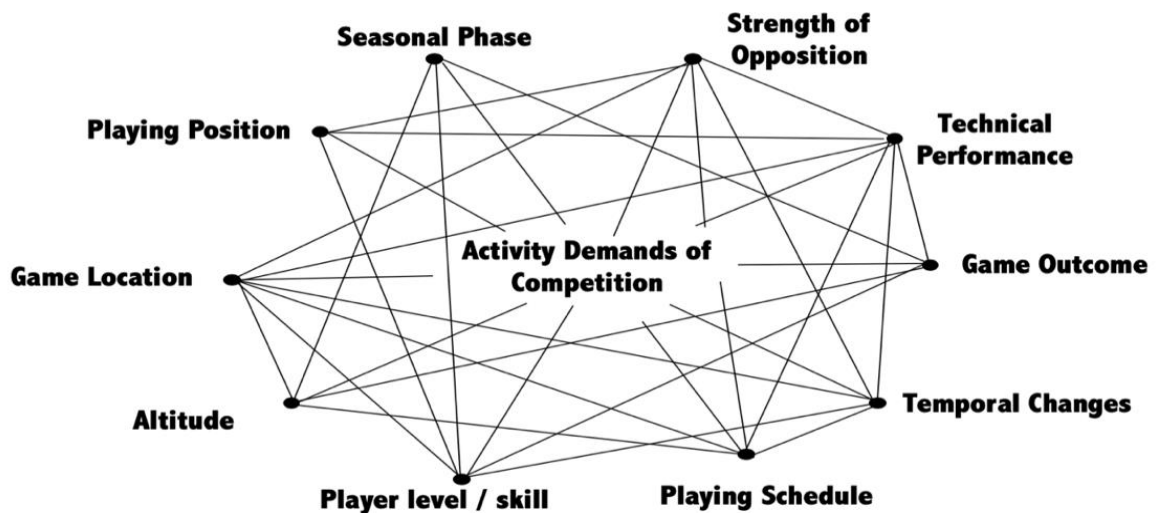 Seasonal Phase
Strength of
Opposition
Playing Position
Technical
Performance
Activity Demands of
Competition
Game Location
Game Outcome
Altitude
Temporal Changes
Player level / skill
Playing Schedule